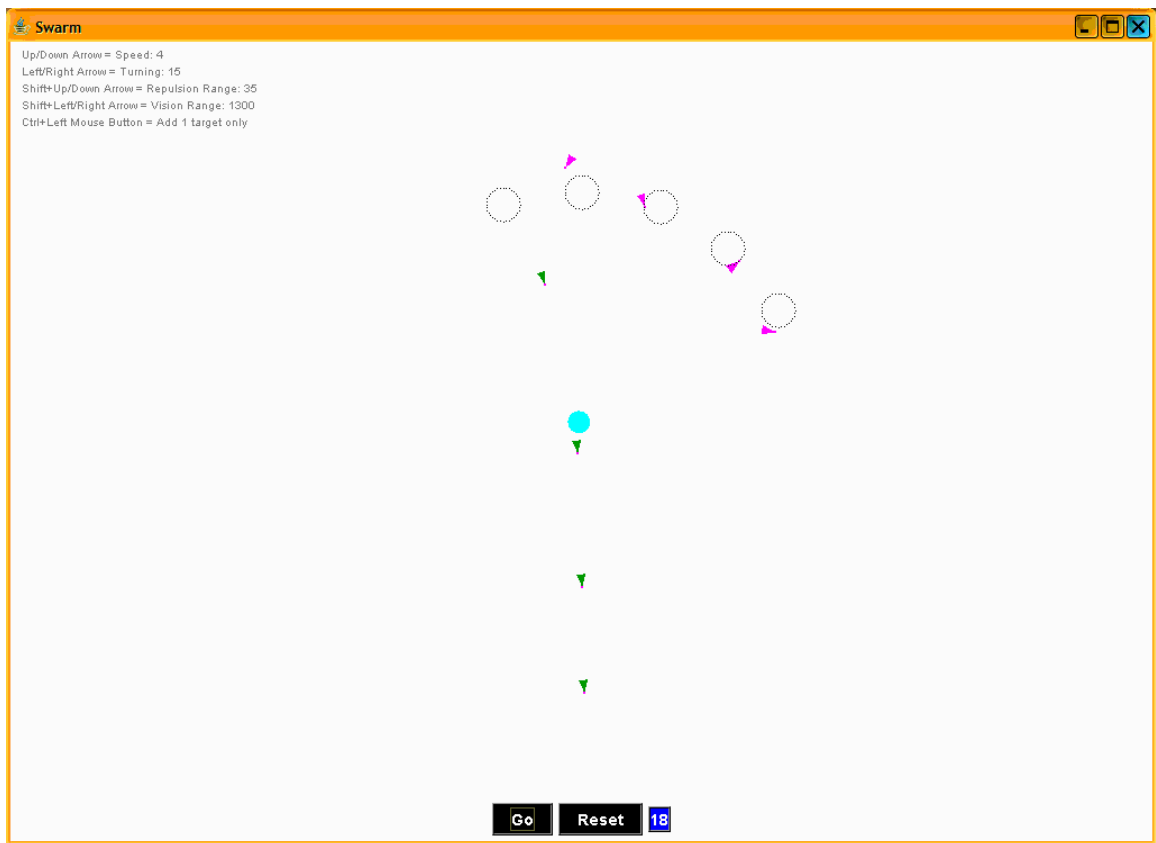 Swarm
Up/Down Arrow = Speed: 4
Left/Right Arrow = Turning: 15
Shift+Up/Down Arrow = Repulsion Range: 35
Shift+Left/Right Arrow = Vision Range: 1300
Ctrl+Left Mouse Button = Add 1 target only
Go Reset 18